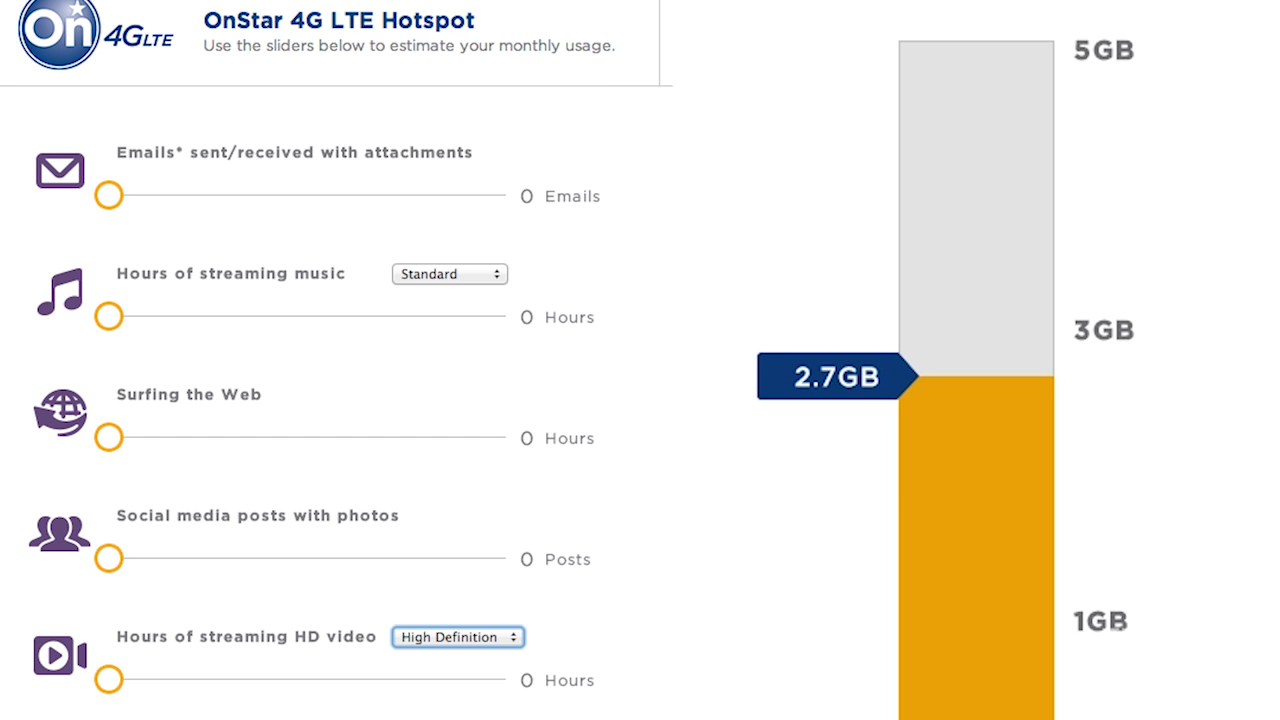 On 4G LTE
OnStar 4G LTE Hotspot
Use the sliders below to estimate your monthly usage.
Emails* sent/received with attachments
0 Emails
Hours of streaming music Standard
0 Hours
Surfing the Web
0 Hours
Social media posts with photos
0 Posts
Hours of streaming HD video High Definition
0 Hours
5GB
3GB
2.7GB
1GB